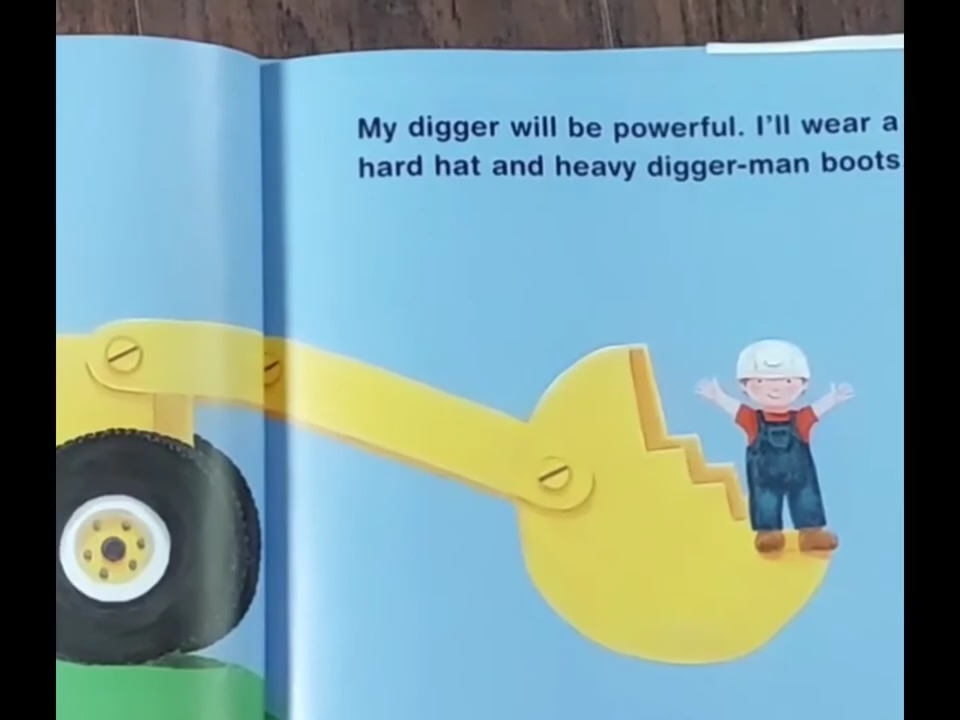 My digger will be powerful. I'll wear a
hard hat and heavy digger-man boots